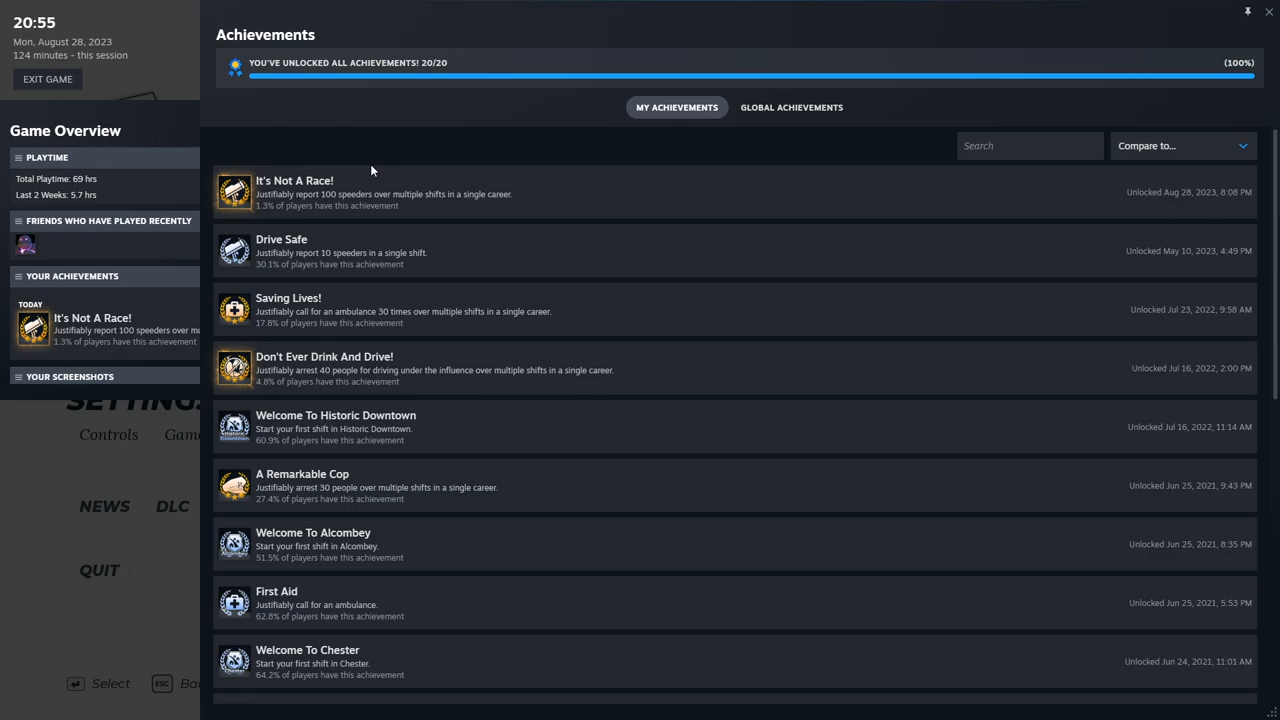 20:55
Mon, August 28, 2023
124 minutes - this session
EXIT GAME
Game Overview
PLAYTIME
Total Playtime: 69 hrs
Last 2 Weeks: 5.7 hrs
FRIENDS WHO HAVE PLAYED RECENTLY
YOUR ACHIEVEMENTS
TODAY
It's Not A Race!
Justifiably report 100 speeders over mu
1.3% of players have this achievement
YOUR SCREENSHOTS
SETTINGS
Controls Game
NEWS DLC
QUIT
Select ESC Bac
Achievements
YOU'VE UNLOCKED ALL ACHIEVEMENTS! 20/20 (100%)
MY ACHIEVEMENTS GLOBAL ACHIEVEMENTS
Search Compare to...
It's Not A Race!
Justifiably report 100 speeders over multiple shifts in a single career.
1.3% of players have this achievement
Unlocked Aug 28, 2023, 8:08 PM
Drive Safe
Justifiably report 10 speeders in a single shift.
30.1% of players have this achievement
Unlocked May 10, 2023, 4:49 PM
Saving Lives!
Justifiably call for an ambulance 30 times over multiple shifts in a single career.
17.8% of players have this achievement
Unlocked Jul 23, 2022, 9:58 AM
Don't Ever Drink And Drive!
Justifiably arrest 40 people for driving under the influence over multiple shifts in a single career.
4.8% of players have this achievement
Unlocked Jul 16, 2022, 2:00 PM
Welcome To Historic Downtown
Start your first shift in Historic Downtown.
60.9% of players have this achievement
Unlocked Jul 16, 2022, 11:14 AM
A Remarkable Cop
Justifiably arrest 30 people over multiple shifts in a single career.
27.4% of players have this achievement
Unlocked Jun 25, 2021, 9:43 PM
Welcome To Alcombey
Start your first shift in Alcombey.
51.5% of players have this achievement
Unlocked Jun 25, 2021, 8:35 PM
First Aid
Justifiably call for an ambulance.
62.8% of players have this achievement
Unlocked Jun 25, 2021, 5:53 PM
Welcome To Chester
Start your first shift in Chester.
64.2% of players have this achievement
Unlocked Jun 24, 2021, 11:01 AM